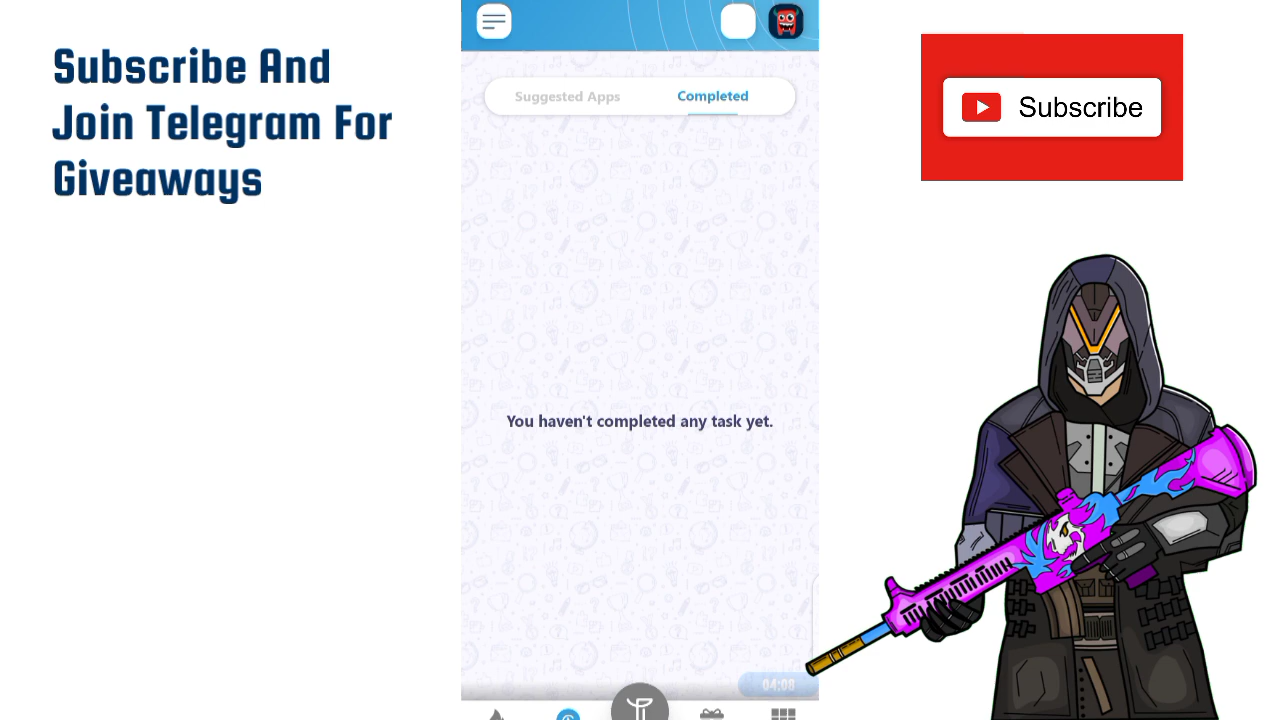 Subscribe And
Join Telegram For
Giveaways
Suggested Apps
Completed
You haven't completed any task yet.
04:08
Subscribe